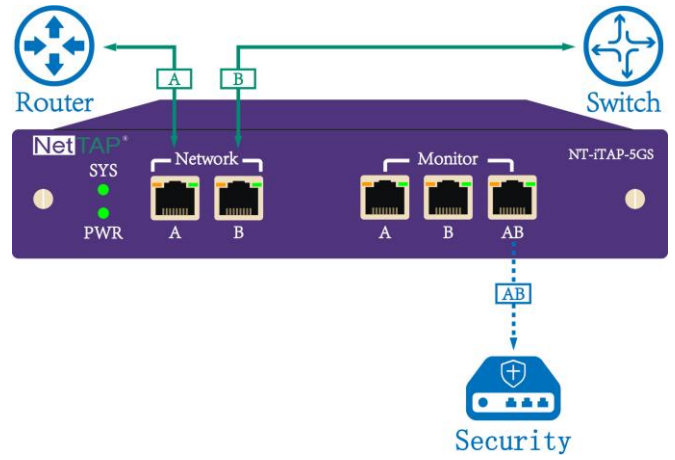 A
B
Router
Switch
NetTAP®
SYS
PWR
Network
A
B
Monitor
A
B
AB
NT-iTAP-5GS
AB
Security